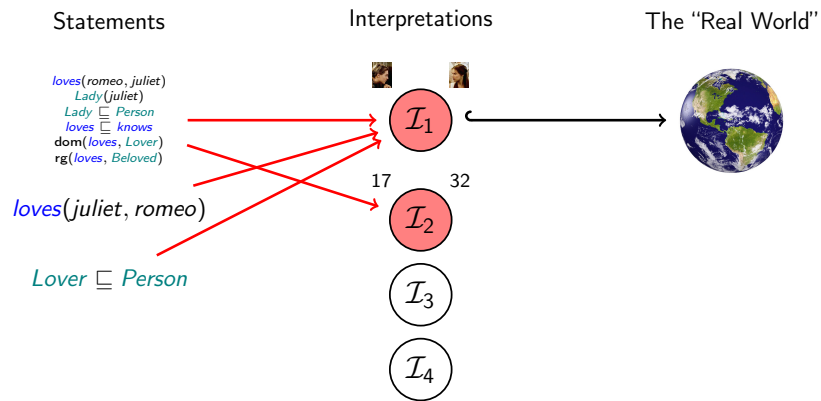 Statements
Interpretations
The “Real World”
loves(romeo, juliet)
Lady(juliet)
Lady ⊑ Person
loves ⊑ knows
dom(loves, Lover)
rg(loves, Beloved)
loves(juliet, romeo)
Lover ⊑ Person
ℐ₁
17 32
ℐ₂
ℐ₃
ℐ₄